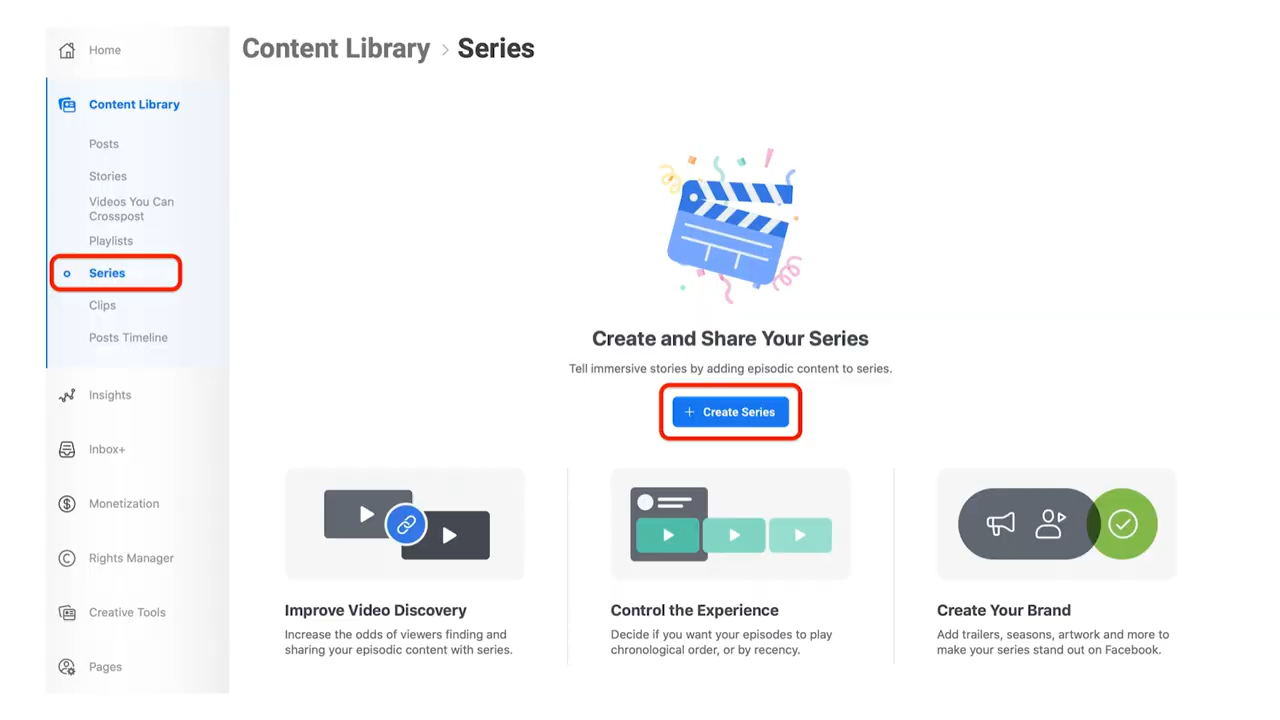 Home
Content Library
Posts
Stories
Videos You Can
Crosspost
Playlists
Series
Clips
Posts Timeline
Insights
Inbox+
Monetization
Rights Manager
Creative Tools
Pages
Content Library > Series
Create and Share Your Series
Tell immersive stories by adding episodic content to series.
+ Create Series
Improve Video Discovery
Increase the odds of viewers finding and
sharing your episodic content with series.
Control the Experience
Decide if you want your episodes to play
chronological order, or by recency.
Create Your Brand
Add trailers, seasons, artwork and more to
make your series stand out on Facebook.